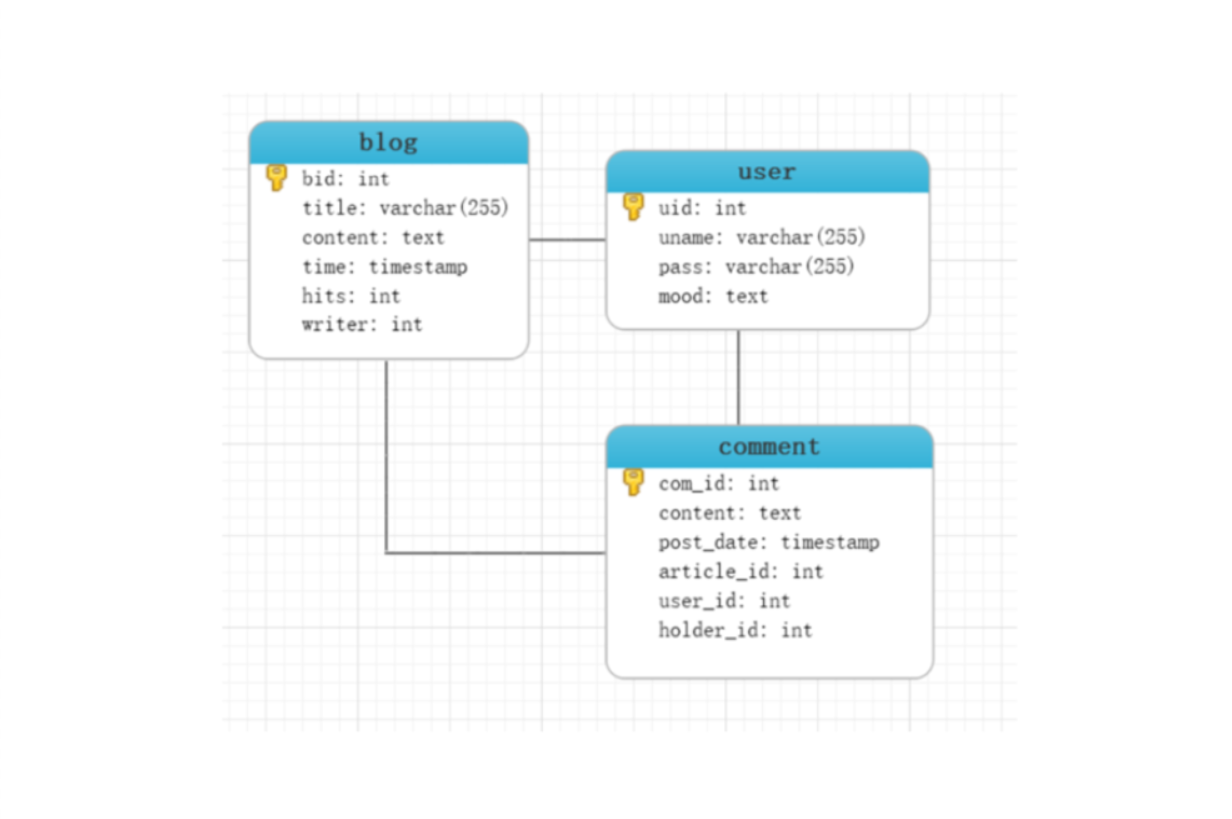 blog
bid: int
title: varchar(255)
content: text
time: timestamp
hits: int
writer: int
user
uid: int
uname: varchar(255)
pass: varchar(255)
mood: text
comment
com_id: int
content: text
post_date: timestamp
article_id: int
user_id: int
holder_id: int